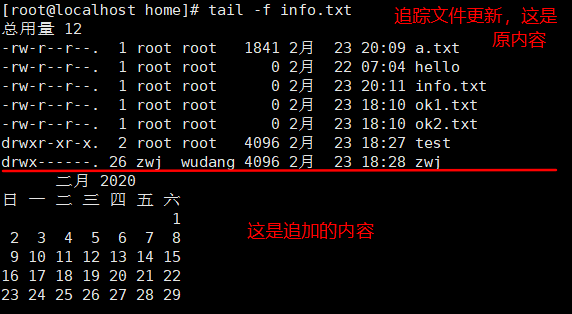 [root@localhost home]# tail -f info.txt
追踪文件更新，这是
原内容
总用量 12
-rw-r--r--. 1 root root 1841 2月 23 20:09 a.txt
-rw-r--r--. 1 root root 0 2月 22 07:04 hello
-rw-r--r--. 1 root root 0 2月 23 20:11 info.txt
-rw-r--r--. 1 root root 0 2月 23 18:10 ok1.txt
-rw-r--r--. 1 root root 0 2月 23 18:10 ok2.txt
drwxr-xr-x. 2 root root 4096 2月 23 18:27 test
drwx------. 26 zwj wudang 4096 2月 23 18:28 zwj
二月 2020
日 一 二 三 四 五 六
1
2 3 4 5 6 7 8
9 10 11 12 13 14 15
16 17 18 19 20 21 22
23 24 25 26 27 28 29
这是追加的内容